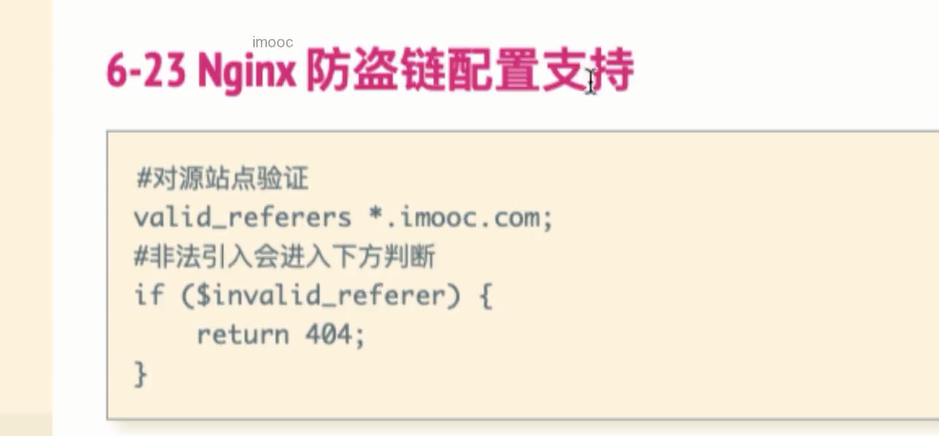 imooc
6-23 Nginx 防盗链配置支持
#对源站点验证
valid_referers *.imooc.com;
#非法引入会进入下方判断
if ($invalid_referer) {
    return 404;
}